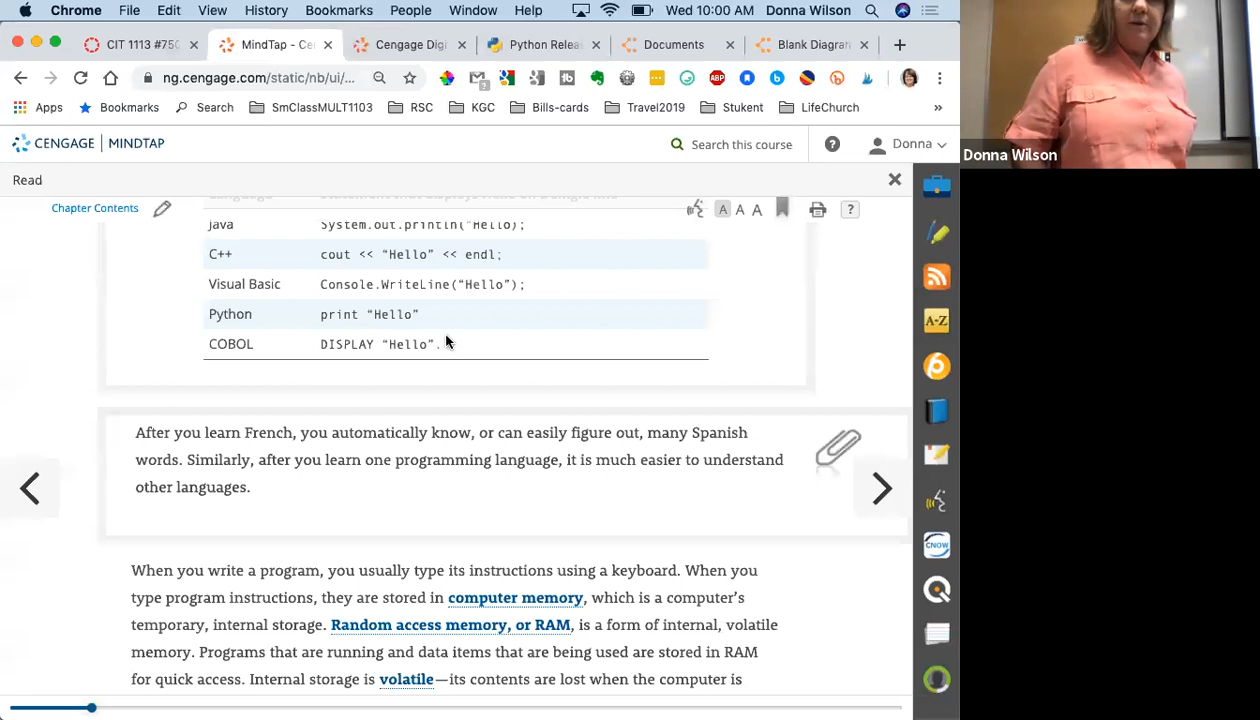 Chrome File Edit View History Bookmarks People Window Help Wed 10:00 AM Donna Wilson
CIT 1113 #750 MindTap - Ce Cengage Digi Python Relea Documents Blank Diagran
ng.cengage.com/static/nb/ui/...
ABP
Apps Bookmarks Search SmClassMULT1103 RSC KGC Bills-cards Travel2019 Stukent LifeChurch »
CENGAGE | MINDTAP Search this course ? Donna
Read
Chapter Contents A A A ?
Java System.out.println("Hello);
C++ cout << “Hello” << endl;
Visual Basic Console.WriteLine(“Hello”);
Python print “Hello”
COBOL DISPLAY “Hello”.
After you learn French, you automatically know, or can easily figure out, many Spanish
words. Similarly, after you learn one programming language, it is much easier to understand
other languages.
When you write a program, you usually type its instructions using a keyboard. When you
type program instructions, they are stored in computer memory, which is a computer’s
temporary, internal storage. Random access memory, or RAM, is a form of internal, volatile
memory. Programs that are running and data items that are being used are stored in RAM
for quick access. Internal storage is volatile—its contents are lost when the computer is
A-Z
CNOW
Donna Wilson